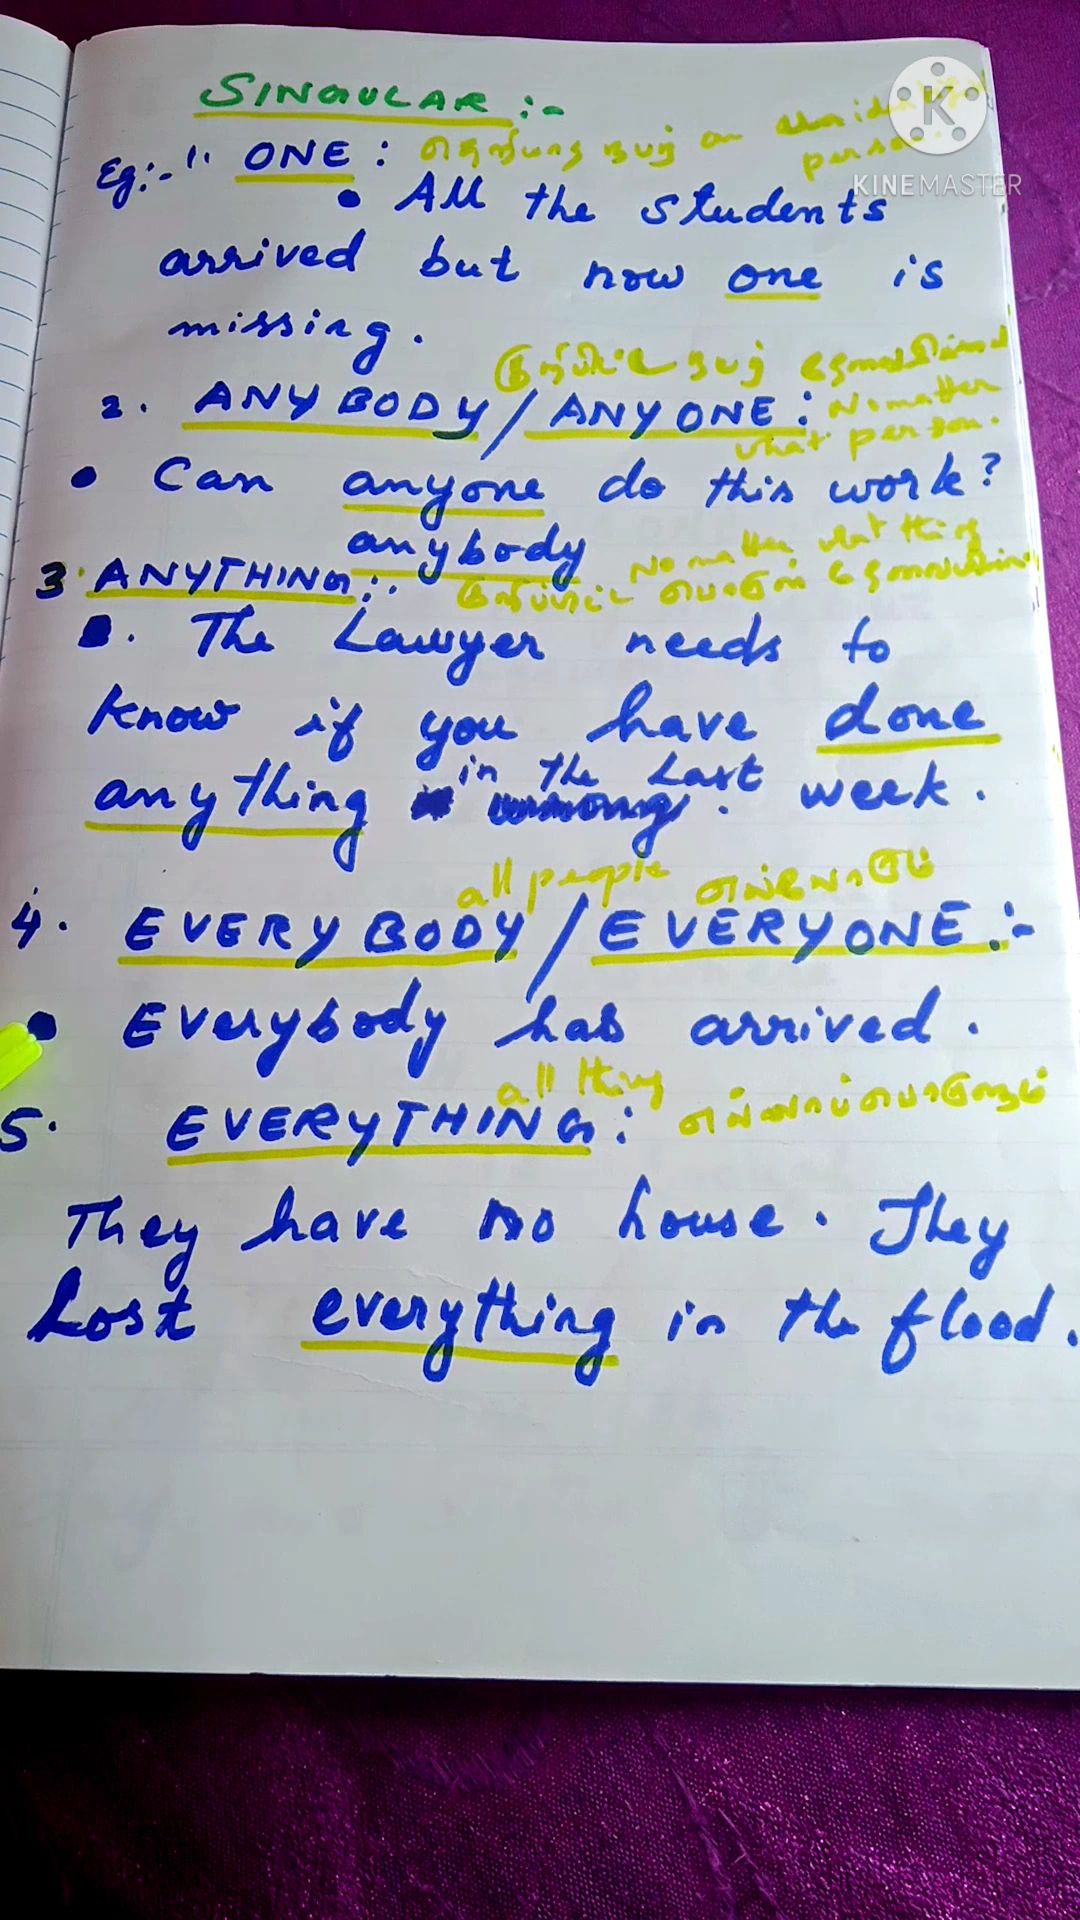 SINGULAR :-
Eg:- 1. ONE : person.
K
KINEMASTER
• All the students
arrived but now one is
missing.
2. ANYBODY / ANYONE : No matter
what person.
• Can anyone do this work?
anybody
3 ANYTHING : No matter what thing
. The Lawyer needs to
know if you have done
anything in the last week.
all people எல்லோரும்
4. EVERYBODY / EVERYONE :-
• Everybody has arrived.
all thing
5. EVERYTHING : எல்லாப்பொருளும்
They have no house. They
lost everything in the flood.